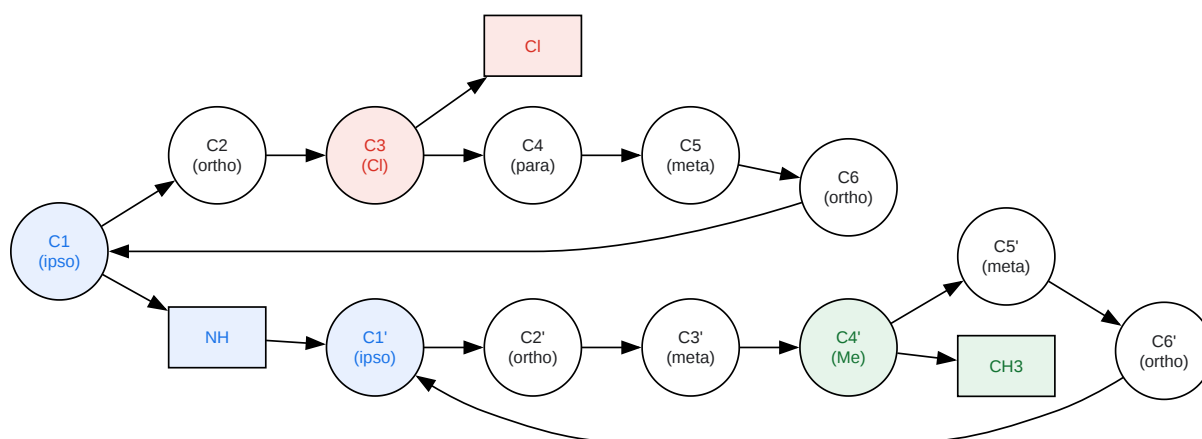 Cl
C2
(ortho)
C3
(Cl)
C4
(para)
C5
(meta)
C6
(ortho)
C1
(ipso)
C5'
(meta)
NH
C1'
(ipso)
C2'
(ortho)
C3'
(meta)
C4'
(Me)
CH3
C6'
(ortho)